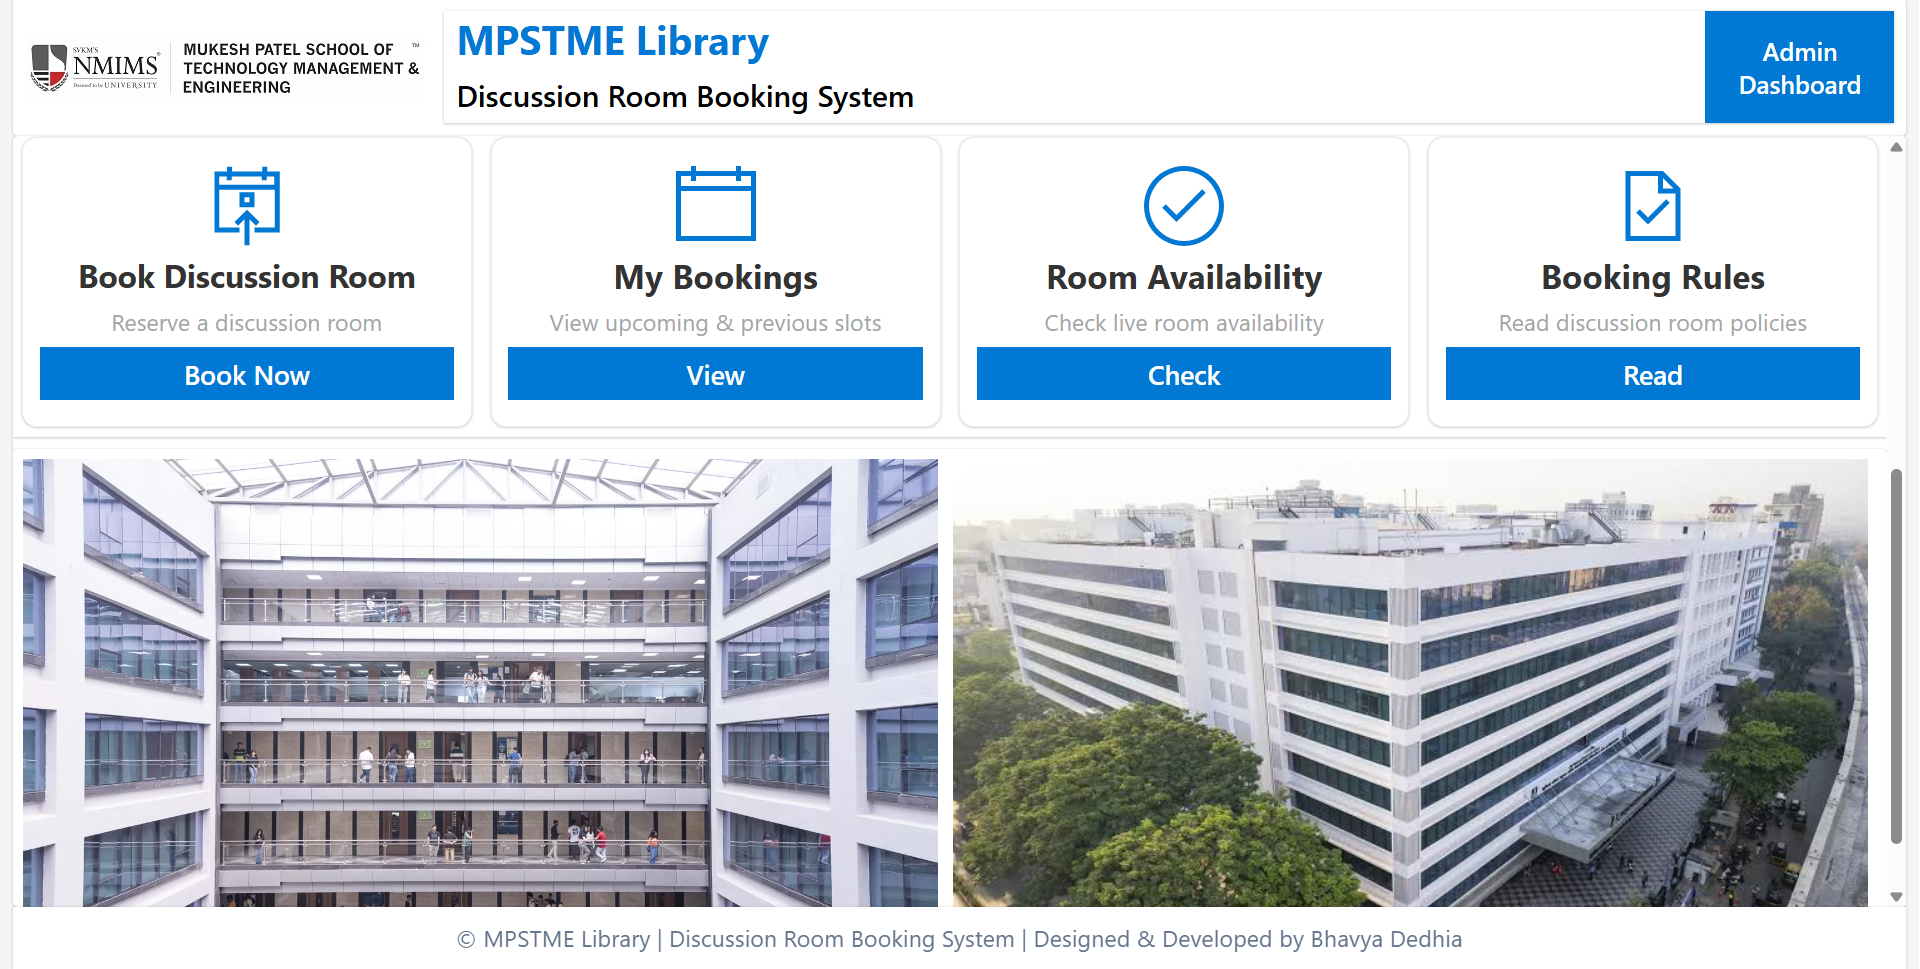 SVKM'S
NMIMS®
Deemed to be UNIVERSITY
MUKESH PATEL SCHOOL OF ™
TECHNOLOGY MANAGEMENT &
ENGINEERING
MPSTME Library
Discussion Room Booking System
Admin
Dashboard
Book Discussion Room
Reserve a discussion room
Book Now
My Bookings
View upcoming & previous slots
View
Room Availability
Check live room availability
Check
Booking Rules
Read discussion room policies
Read
© MPSTME Library | Discussion Room Booking System | Designed & Developed by Bhavya Dedhia